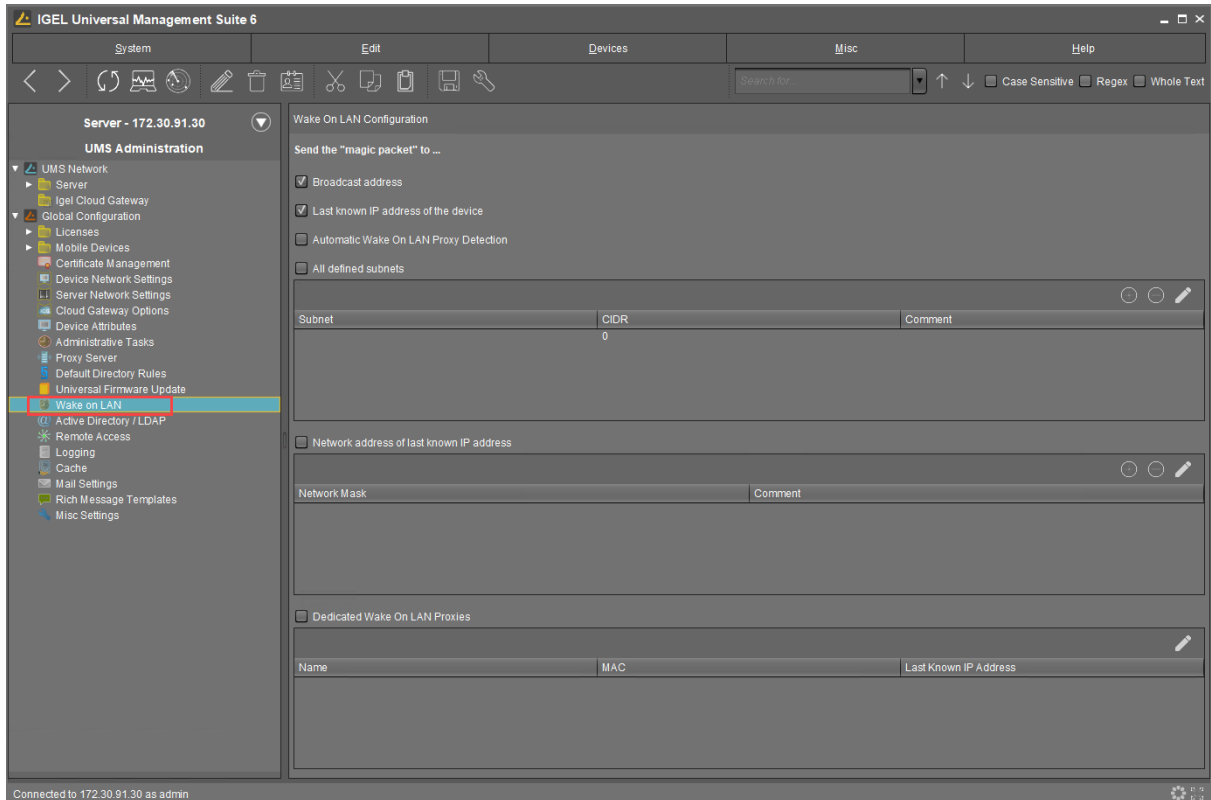 IGEL Universal Management Suite 6
System Edit Devices Misc Help
Search for... Case Sensitive Regex Whole Text
Server - 172.30.91.30
UMS Administration
UMS Network
Server
Igel Cloud Gateway
Global Configuration
Licenses
Mobile Devices
Certificate Management
Device Network Settings
Server Network Settings
Cloud Gateway Options
Device Attributes
Administrative Tasks
Proxy Server
Default Directory Rules
Universal Firmware Update
Wake on LAN
Active Directory / LDAP
Remote Access
Logging
Cache
Mail Settings
Rich Message Templates
Misc Settings
Wake On LAN Configuration
Send the "magic packet" to ...
Broadcast address
Last known IP address of the device
Automatic Wake On LAN Proxy Detection
All defined subnets
Subnet CIDR Comment
0
Network address of last known IP address
Network Mask Comment
Dedicated Wake On LAN Proxies
Name MAC Last Known IP Address
Connected to 172.30.91.30 as admin